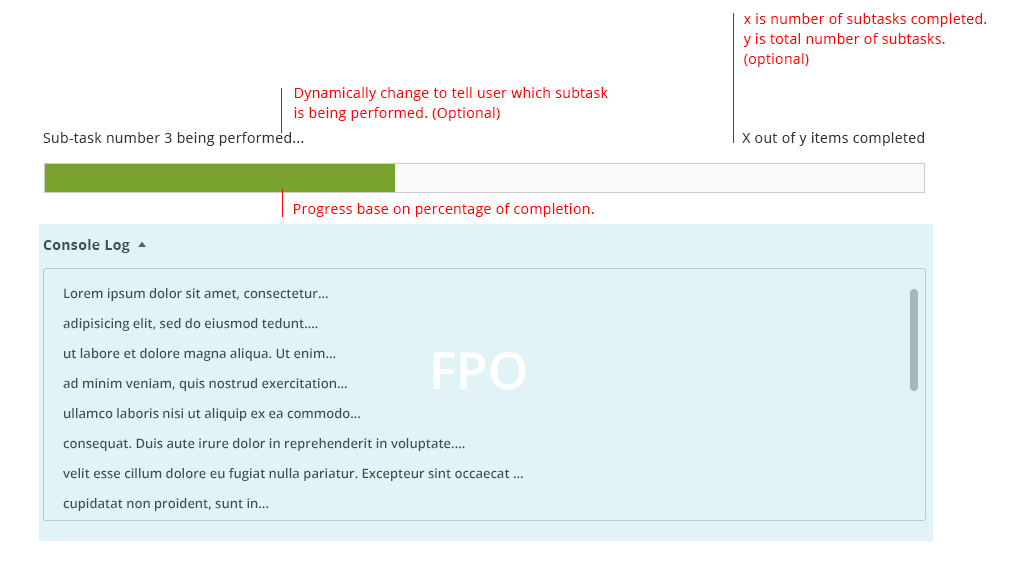 x is number of subtasks completed.
y is total number of subtasks.
(optional)
Dynamically change to tell user which subtask
is being performed. (Optional)
Sub-task number 3 being performed...
X out of y items completed
Progress base on percentage of completion.
Console Log
Lorem ipsum dolor sit amet, consectetur...
adipisicing elit, sed do eiusmod tedunt....
ut labore et dolore magna aliqua. Ut enim...
FPO
ad minim veniam, quis nostrud exercitation...
ullamco laboris nisi ut aliquip ex ea commodo...
consequat. Duis aute irure dolor in reprehenderit in voluptate....
velit esse cillum dolore eu fugiat nulla pariatur. Excepteur sint occaecat ...
cupidatat non proident, sunt in...